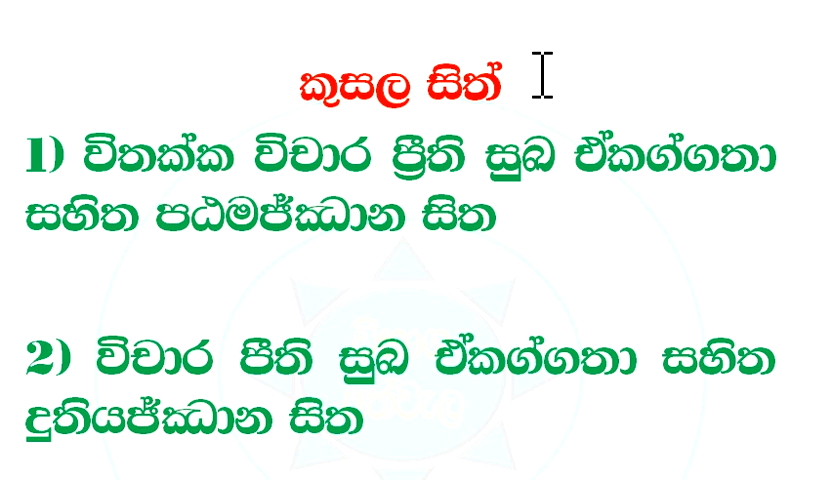 කුසල සිත්
1) විතක්ක විචාර ප්‍රීති සුඛ ඒකග්ගතා
සහිත පඨමජ්ඣාන සිත
2) විචාර පීති සුඛ ඒකග්ගතා සහිත
දුතියජ්ඣාන සිත